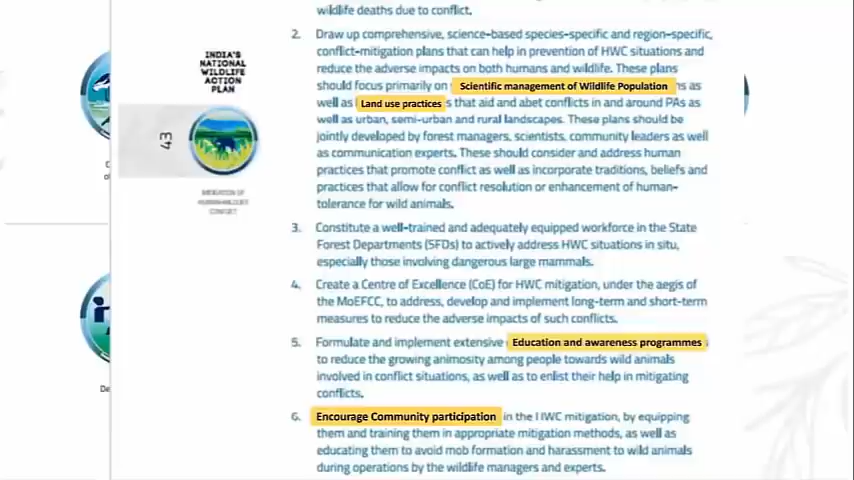 wildlife deaths due to conflict.
INDIA'S
NATIONAL
WILDLIFE
ACTION
PLAN
43
MITIGATION OF
HUMAN-WILDLIFE
CONFLICT
2. Draw up comprehensive, science-based species-specific and region-specific,
conflict-mitigation plans that can help in prevention of HWC situations and
reduce the adverse impacts on both humans and wildlife. These plans
should focus primarily on Scientific management of Wildlife Population ns as
well as Land use practices s that aid and abet conflicts in and around PAs as
well as urban, semi-urban and rural landscapes. These plans should be
jointly developed by forest managers, scientists, community leaders as well
as communication experts. These should consider and address human
practices that promote conflict as well as incorporate traditions, beliefs and
practices that allow for conflict resolution or enhancement of human-
tolerance for wild animals.
3. Constitute a well-trained and adequately equipped workforce in the State
Forest Departments (SFDs) to actively address HWC situations in situ,
especially those involving dangerous large mammals.
4. Create a Centre of Excellence (CoE) for HWC mitigation, under the aegis of
the MoEFCC, to address, develop and implement long-term and short-term
measures to reduce the adverse impacts of such conflicts.
5. Formulate and implement extensive Education and awareness programmes
to reduce the growing animosity among people towards wild animals
involved in conflict situations, as well as to enlist their help in mitigating
conflicts.
6. Encourage Community participation in the HWC mitigation, by equipping
them and training them in appropriate mitigation methods, as well as
educating them to avoid mob formation and harassment to wild animals
during operations by the wildlife managers and experts.